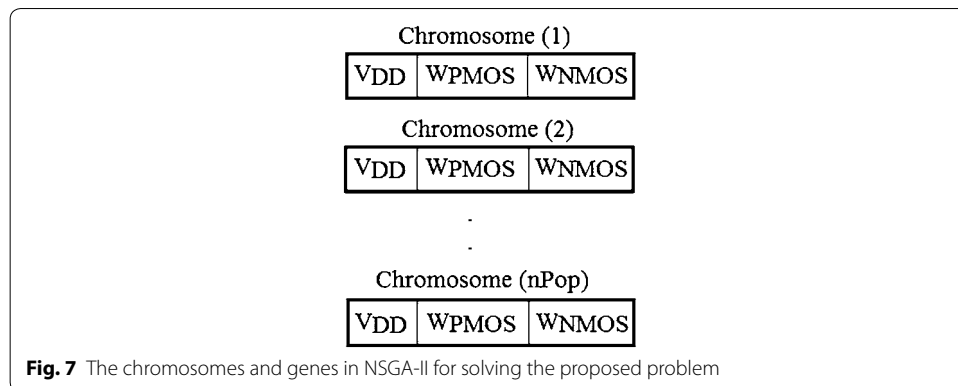 Chromosome (1)
VDD WPMOS WNMOS
Chromosome (2)
VDD WPMOS WNMOS
.
.
Chromosome (nPop)
VDD WPMOS WNMOS
Fig. 7 The chromosomes and genes in NSGA-II for solving the proposed problem